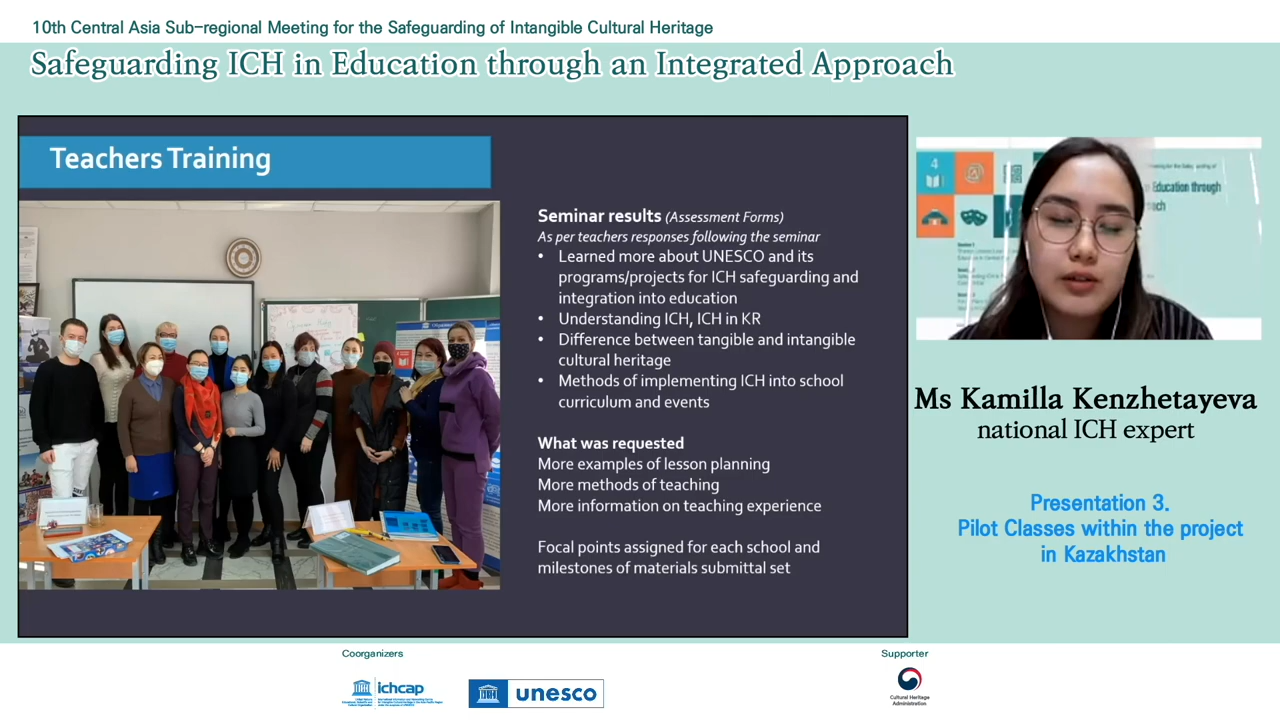 10th Central Asia Sub-regional Meeting for the Safeguarding of Intangible Cultural Heritage
Safeguarding ICH in Education through an Integrated Approach
Teachers Training
Seminar results (Assessment Forms)
As per teachers responses following the seminar
• Learned more about UNESCO and its
programs/projects for ICH safeguarding and
integration into education
• Understanding ICH, ICH in KR
• Difference between tangible and intangible
cultural heritage
• Methods of implementing ICH into school
curriculum and events
What was requested
More examples of lesson planning
More methods of teaching
More information on teaching experience
Focal points assigned for each school and
milestones of materials submittal set
4
Education through
Ms Kamilla Kenzhetayeva
national ICH expert
Presentation 3.
Pilot Classes within the project
in Kazakhstan
Coorganizers
ichcap
unesco
Supporter
Cultural Heritage
Administration